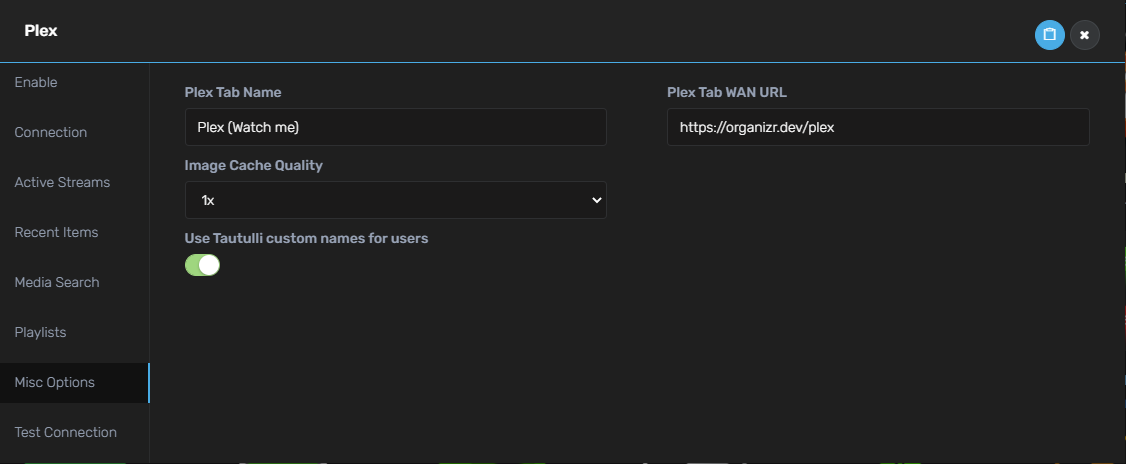 Plex
Enable
Connection
Active Streams
Recent Items
Media Search
Playlists
Misc Options
Test Connection
Plex Tab Name
Plex (Watch me)
Plex Tab WAN URL
https://organizr.dev/plex
Image Cache Quality
1x
Use Tautulli custom names for users